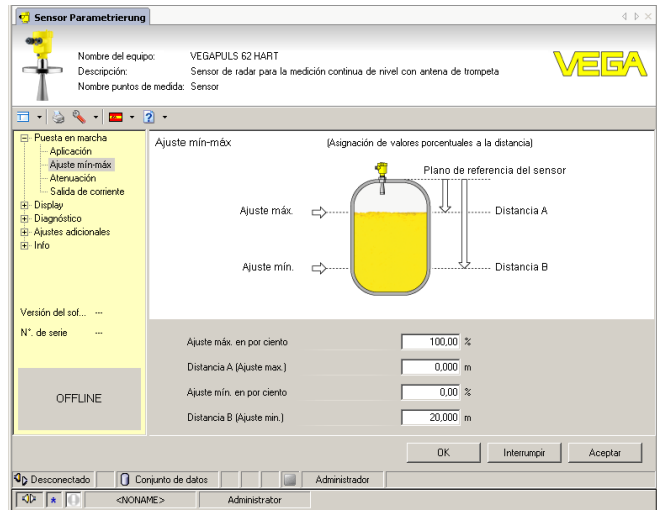 Sensor Parametrierung
Nombre del equipo: VEGAPULS 62 HART
Descripción: Sensor de radar para la medición continua de nivel con antena de trompeta
Nombre puntos de medida: Sensor
VEGA
Puesta en marcha
Aplicación
Ajuste mín-máx
Atenuación
Salida de corriente
Display
Diagnóstico
Ajustes adicionales
Info
Versión del sof... ---
N°. de serie ---
OFFLINE
Ajuste mín-máx (Asignación de valores porcentuales a la distancia)
Plano de referencia del sensor
Ajuste máx. Distancia A
Ajuste mín. Distancia B
Ajuste máx. en por ciento 100,00 %
Distancia A (Ajuste max.) 0,000 m
Ajuste mín. en por ciento 0,00 %
Distancia B (Ajuste min.) 20,000 m
OK Interrumpir Aceptar
Desconectado Conjunto de datos Administrador
<NONAME> Administrator